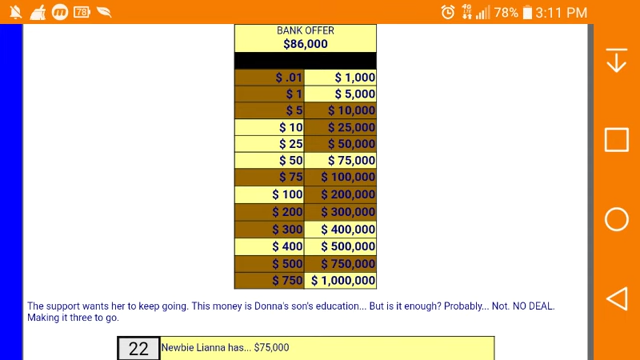 78
4G
78% 3:11 PM
BANK OFFER
$86,000
$ .01 $ 1,000
$ 1 $ 5,000
$ 5 $ 10,000
$ 10 $ 25,000
$ 25 $ 50,000
$ 50 $ 75,000
$ 75 $ 100,000
$ 100 $ 200,000
$ 200 $ 300,000
$ 300 $ 400,000
$ 400 $ 500,000
$ 500 $ 750,000
$ 750 $ 1,000,000
The support wants her to keep going. This money is Donna's son's education... But is it enough? Probably... Not. NO DEAL.
Making it three to go.
22 Newbie Lianna has... $75,000